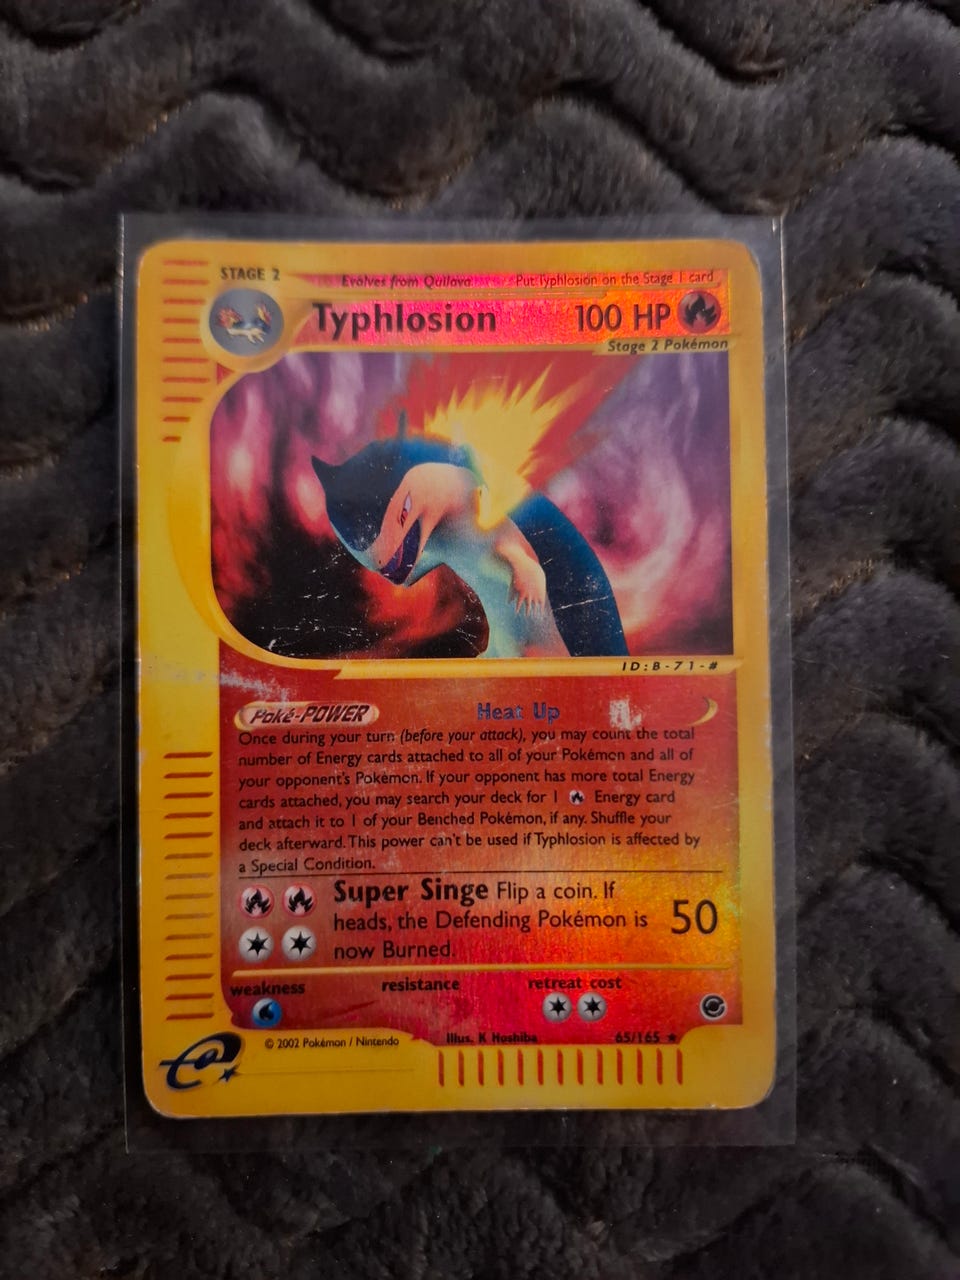 STAGE 2
Evolves from Quilava Put Typhlosion on the Stage 1 card
Typhlosion 100 HP
Stage 2 Pokémon
ID:B-71-#
Poké-POWER Heat Up
Once during your turn (before your attack), you may count the total
number of Energy cards attached to all of your Pokémon and all of
your opponent's Pokémon. If your opponent has more total Energy
cards attached, you may search your deck for 1 Energy card
and attach it to 1 of your Benched Pokémon, if any. Shuffle your
deck afterward. This power can't be used if Typhlosion is affected by
a Special Condition.
Super Singe Flip a coin. If
heads, the Defending Pokémon is
now Burned.
50
weakness resistance retreat cost
© 2002 Pokémon / Nintendo Illus. K Hoshiba 65/165 ★
e